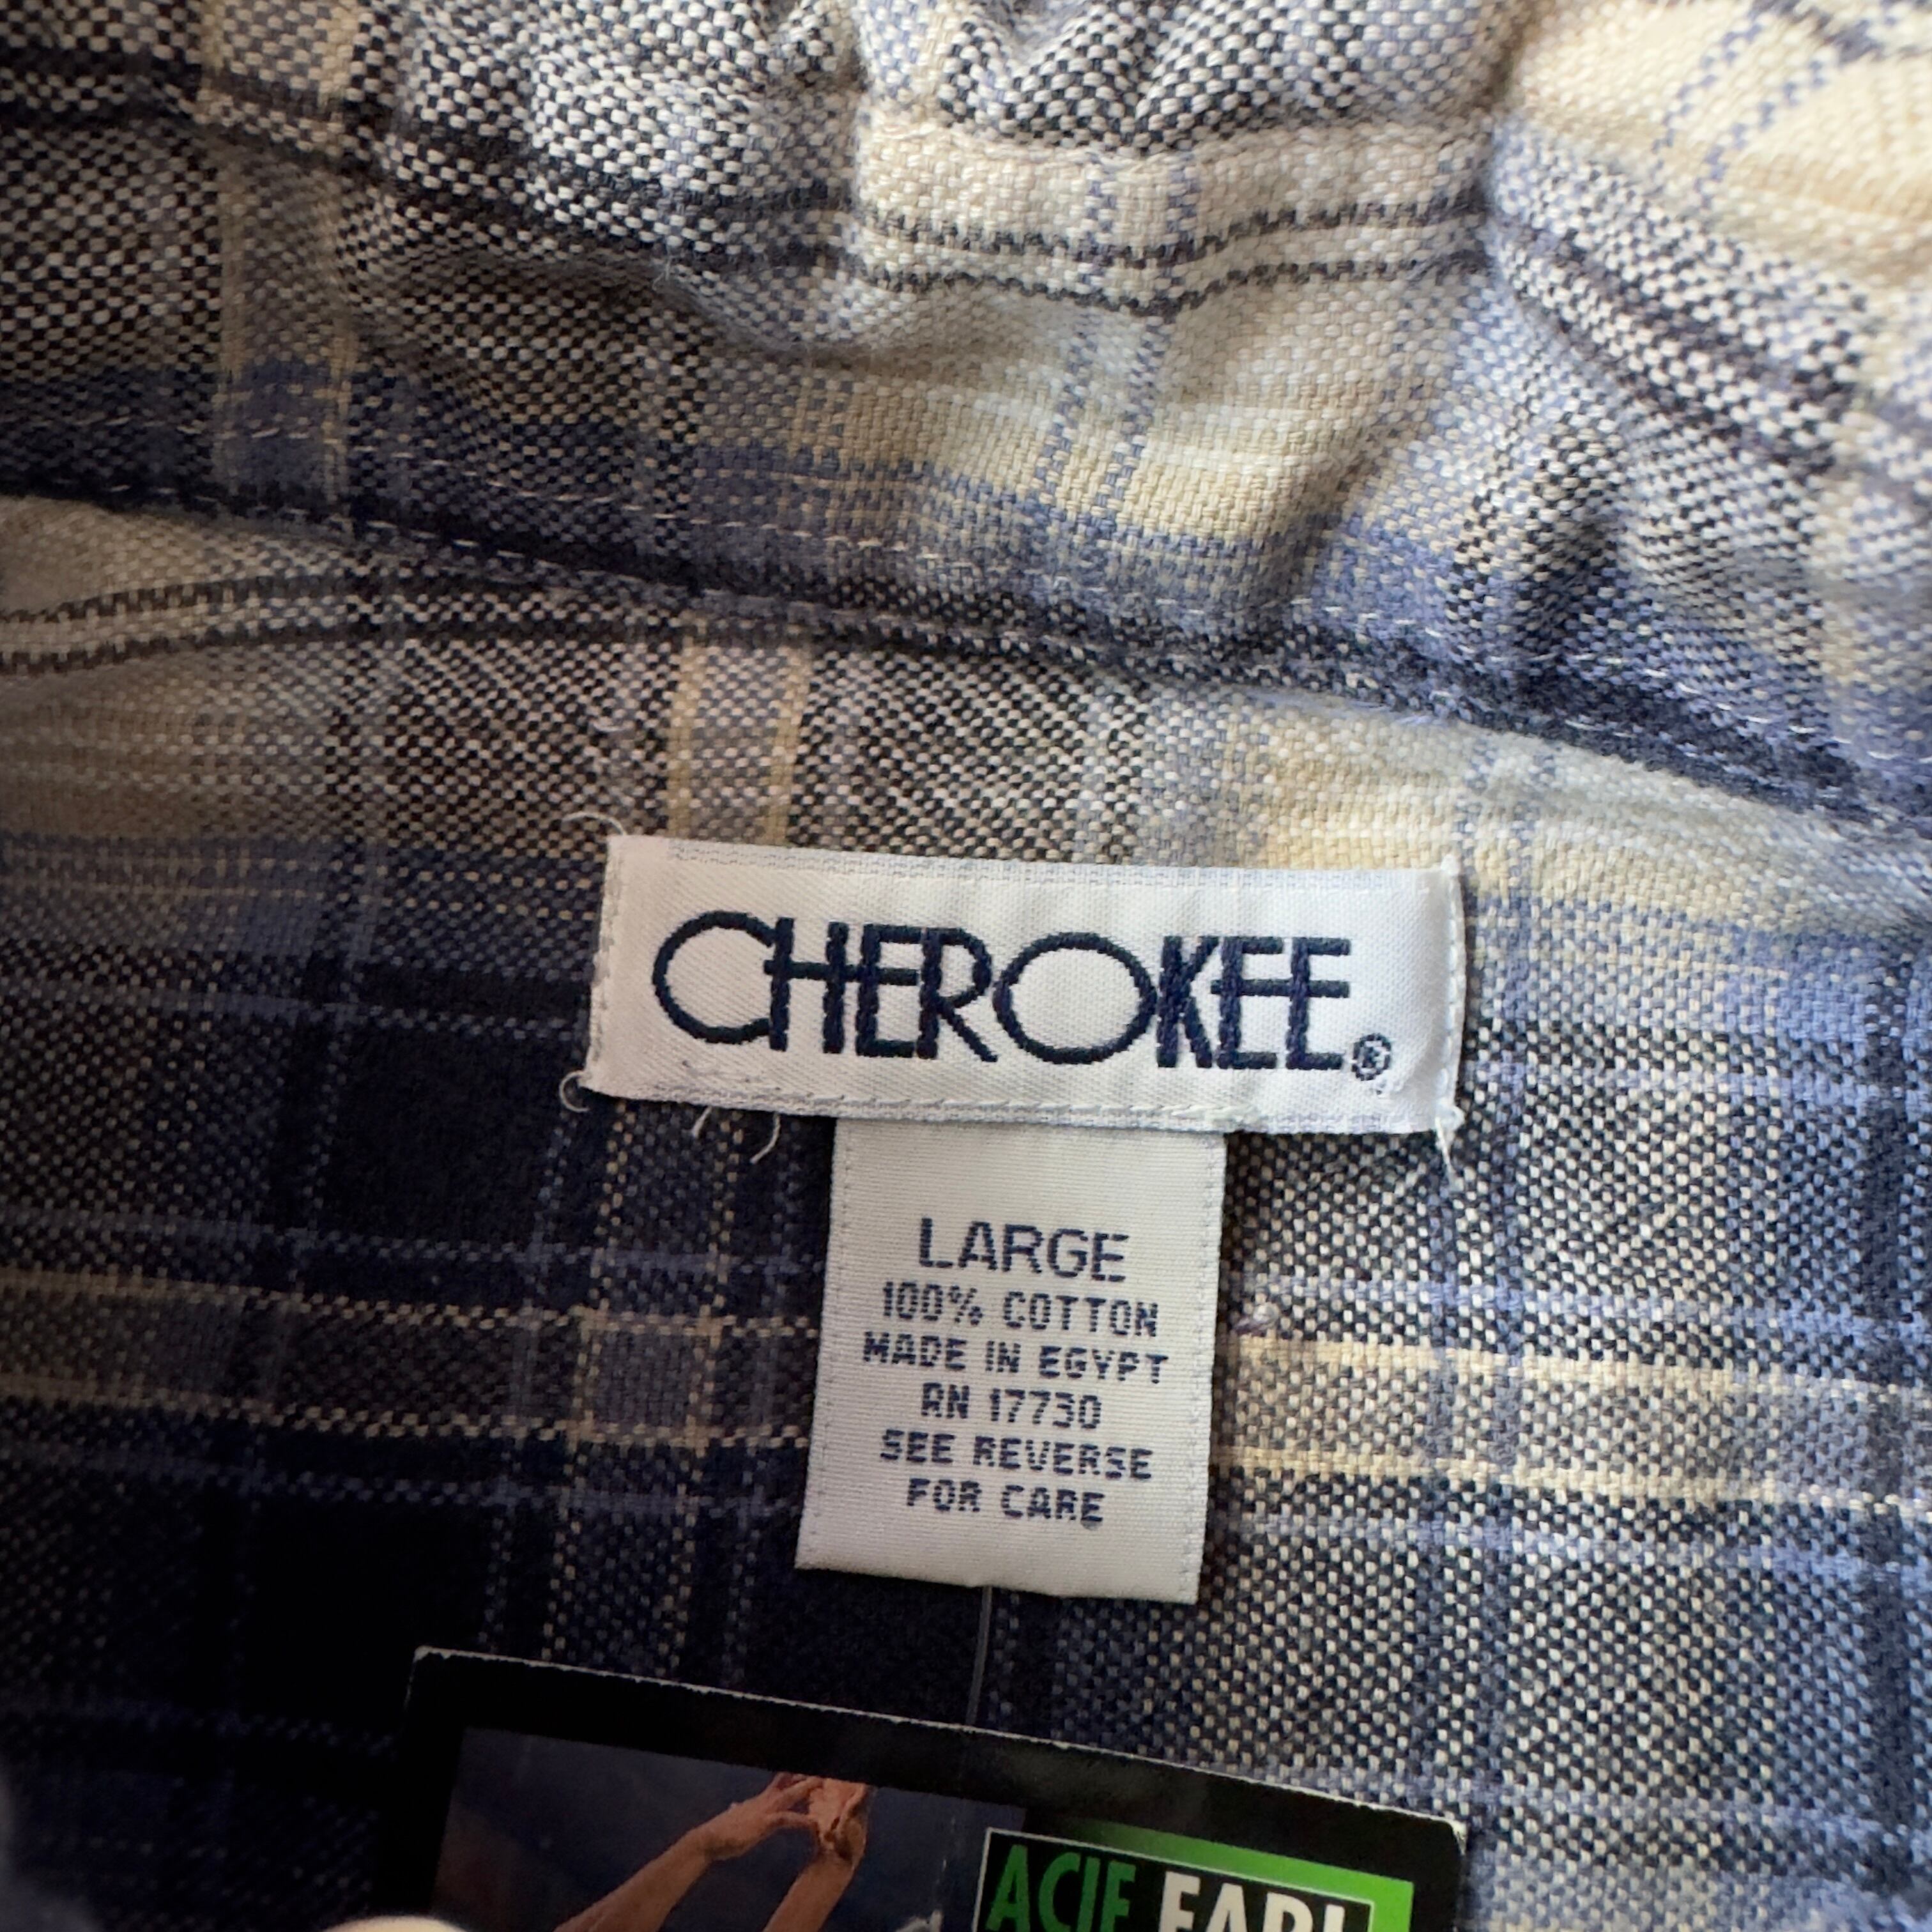 CHEROKEE®
LARGE
100% COTTON
MADE IN EGYPT
RN 17730
SEE REVERSE
FOR CARE